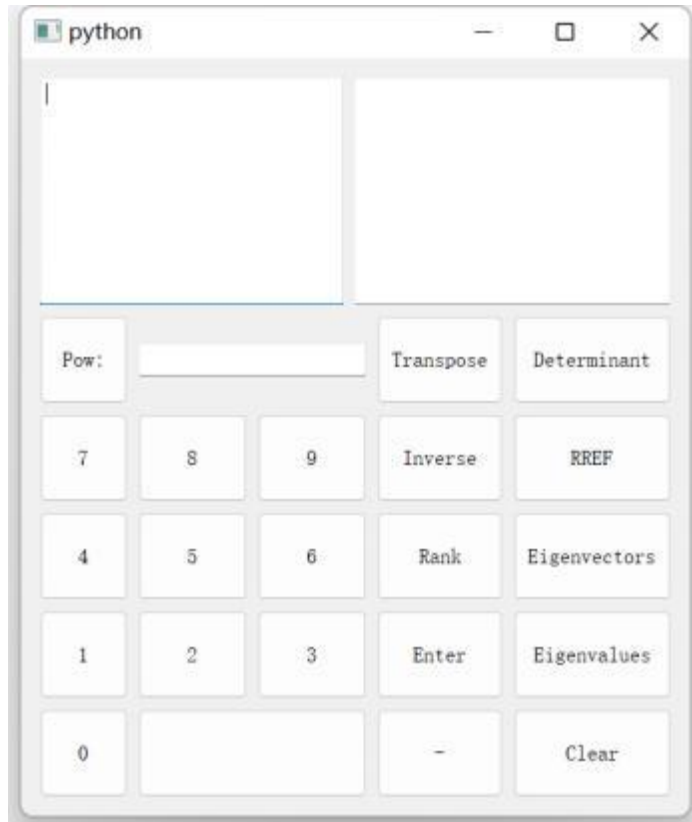 python
Pow: Transpose Determinant
7 8 9 Inverse RREF
4 5 6 Rank Eigenvectors
1 2 3 Enter Eigenvalues
0 - Clear